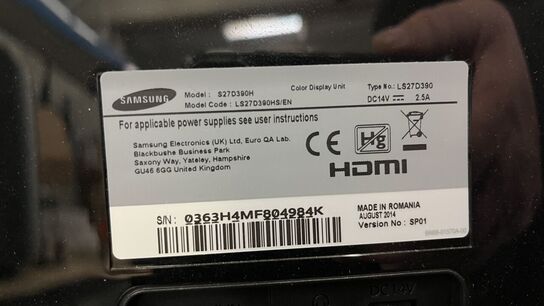 SAMSUNG
Model : S27D390H Color Display Unit Type No.: LS27D390
Model Code : LS27D390HS/EN DC14V 2.5A
For applicable power supplies see user instructions
Samsung Electronics (UK) Ltd, Euro QA Lab.
Blackbushe Business Park
Saxony Way, Yateley, Hampshire
GU46 6GG United Kingdom
CE
Hg
HDMI
S/N : 0363H4MF804984K
MADE IN ROMANIA
AUGUST 2014
Version No : SP01
DC 14V